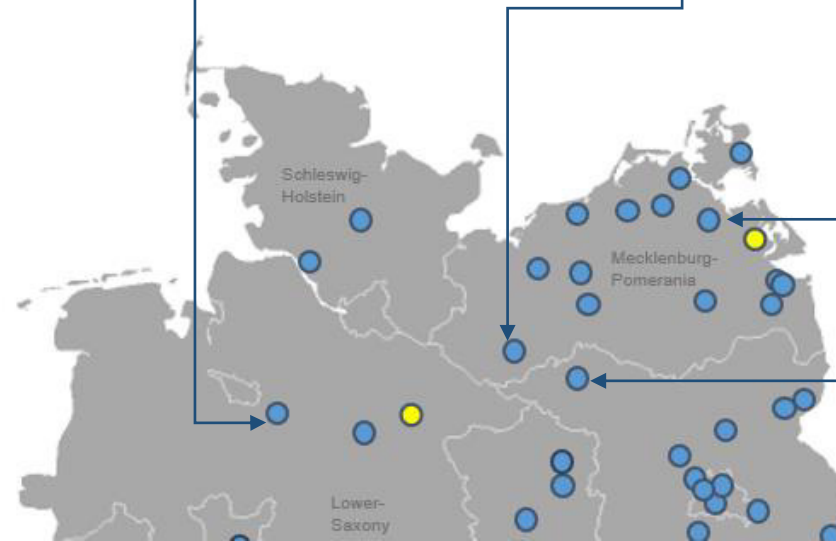 Schleswig-
Holstein
Mecklenburg-
Pomerania
Lower-
Saxony